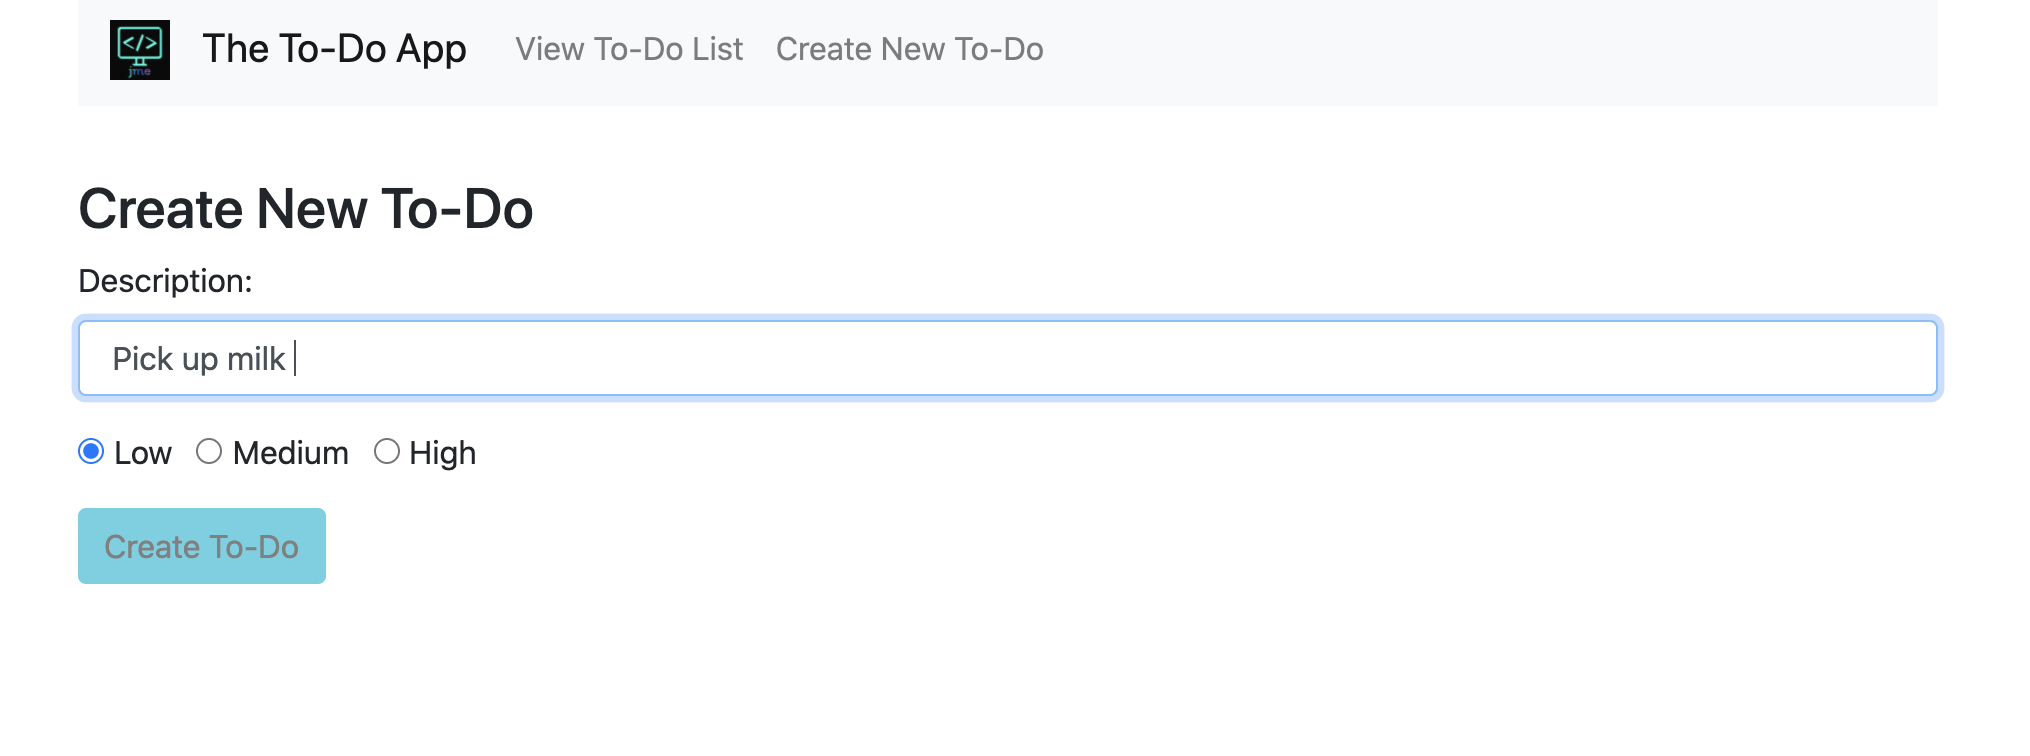 </> jme The To-Do App View To-Do List Create New To-Do
Create New To-Do
Description:
Pick up milk
Low Medium High
Create To-Do